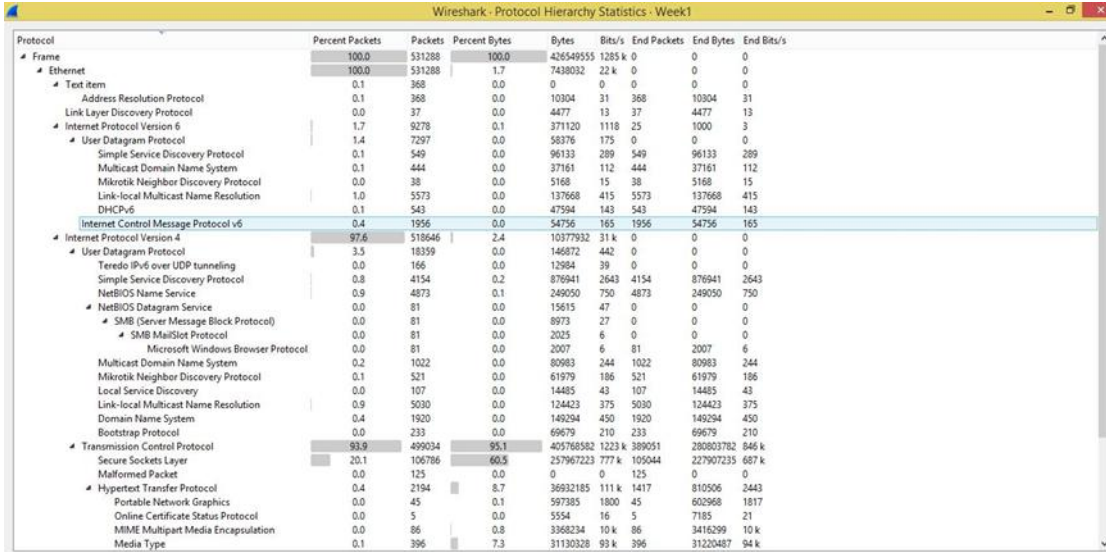 Wireshark · Protocol Hierarchy Statistics · Week1
Protocol Percent Packets Packets Percent Bytes Bytes Bits/s End Packets End Bytes End Bits/s
Frame 100.0 531288 100.0 426549555 1285 k 0 0 0
Ethernet 100.0 531288 1.7 7438032 22 k 0 0 0
Text item 0.1 368 0.0 0 0 0 0 0
Address Resolution Protocol 0.1 368 0.0 10304 31 368 10304 31
Link Layer Discovery Protocol 0.0 37 0.0 4477 13 37 4477 13
Internet Protocol Version 6 1.7 9278 0.1 371120 1118 25 1000 3
User Datagram Protocol 1.4 7297 0.0 58376 175 0 0 0
Simple Service Discovery Protocol 0.1 549 0.0 96133 289 549 96133 289
Multicast Domain Name System 0.1 444 0.0 37161 112 444 37161 112
Mikrotik Neighbor Discovery Protocol 0.0 38 0.0 5168 15 38 5168 15
Link-local Multicast Name Resolution 1.0 5573 0.0 137668 415 5573 137668 415
DHCPv6 0.1 543 0.0 47594 143 543 47594 143
Internet Control Message Protocol v6 0.4 1956 0.0 54756 165 1956 54756 165
Internet Protocol Version 4 97.6 518646 2.4 10377932 31 k 0 0 0
User Datagram Protocol 3.5 18359 0.0 146872 442 0 0 0
Teredo IPv6 over UDP tunneling 0.0 166 0.0 12984 39 0 0 0
Simple Service Discovery Protocol 0.8 4154 0.2 876941 2643 4154 876941 2643
NetBIOS Name Service 0.9 4873 0.1 249050 750 4873 249050 750
NetBIOS Datagram Service 0.0 81 0.0 15615 47 0 0 0
SMB (Server Message Block Protocol) 0.0 81 0.0 8973 27 0 0 0
SMB MailSlot Protocol 0.0 81 0.0 2025 6 0 0 0
Microsoft Windows Browser Protocol 0.0 81 0.0 2007 6 81 2007 6
Multicast Domain Name System 0.2 1022 0.0 80983 244 1022 80983 244
Mikrotik Neighbor Discovery Protocol 0.1 521 0.0 61979 186 521 61979 186
Local Service Discovery 0.0 107 0.0 14485 43 107 14485 43
Link-local Multicast Name Resolution 0.9 5030 0.0 124423 375 5030 124423 375
Domain Name System 0.4 1920 0.0 149294 450 1920 149294 450
Bootstrap Protocol 0.0 233 0.0 69679 210 233 69679 210
Transmission Control Protocol 93.9 499034 95.1 405768582 1223 k 389051 280803782 846 k
Secure Sockets Layer 20.1 106786 60.5 257967223 777 k 105044 227907235 687 k
Malformed Packet 0.0 125 0.0 0 0 125 0 0
Hypertext Transfer Protocol 0.4 2194 8.7 36932185 111 k 1417 810506 2443
Portable Network Graphics 0.0 45 0.1 597385 1800 45 602968 1817
Online Certificate Status Protocol 0.0 5 0.0 5554 16 5 7185 21
MIME Multipart Media Encapsulation 0.0 86 0.8 3368234 10 k 86 3416299 10 k
Media Type 0.1 396 7.3 31130328 93 k 396 31220487 94 k